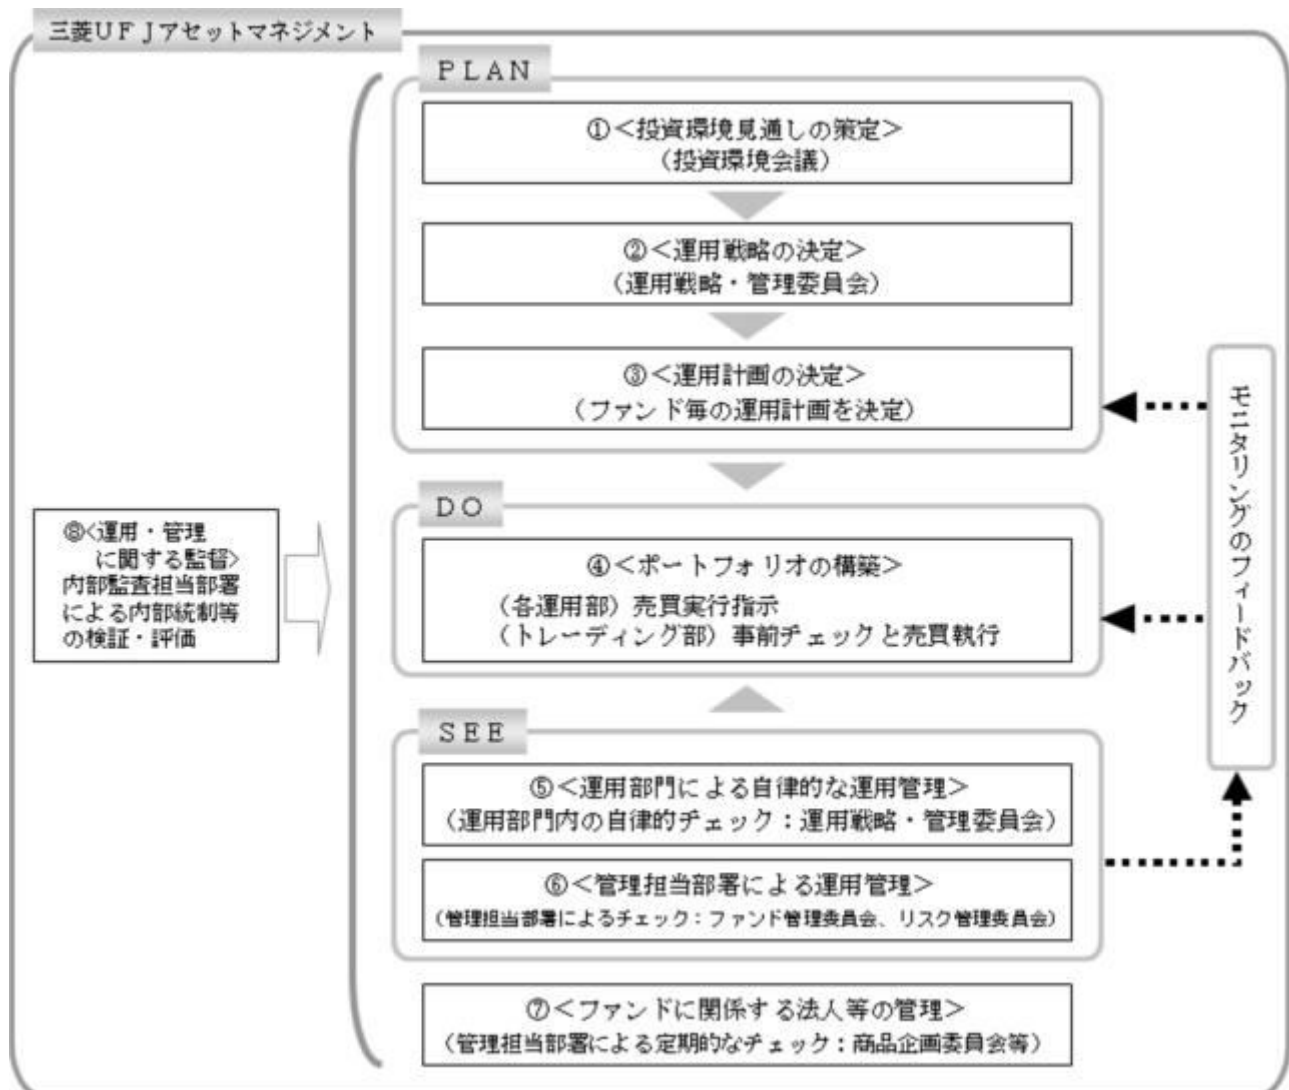 三菱ＵＦＪアセットマネジメント
ＰＬＡＮ
①＜投資環境見通しの策定＞
（投資環境会議）
②＜運用戦略の決定＞
（運用戦略・管理委員会）
③＜運用計画の決定＞
（ファンド毎の運用計画を決定）
ＤＯ
④＜ポートフォリオの構築＞
（各運用部）売買実行指示
（トレーディング部）事前チェックと売買執行
ＳＥＥ
⑤＜運用部門による自律的な運用管理＞
（運用部門内の自律的チェック：運用戦略・管理委員会）
⑥＜管理担当部署による運用管理＞
（管理担当部署によるチェック：ファンド管理委員会、リスク管理委員会）
⑦＜ファンドに関係する法人等の管理＞
（管理担当部署による定期的なチェック：商品企画委員会等）
⑧＜運用・管理
に関する監督＞
内部監査担当部署
による内部統制等
の検証・評価
モニタリングのフィードバック